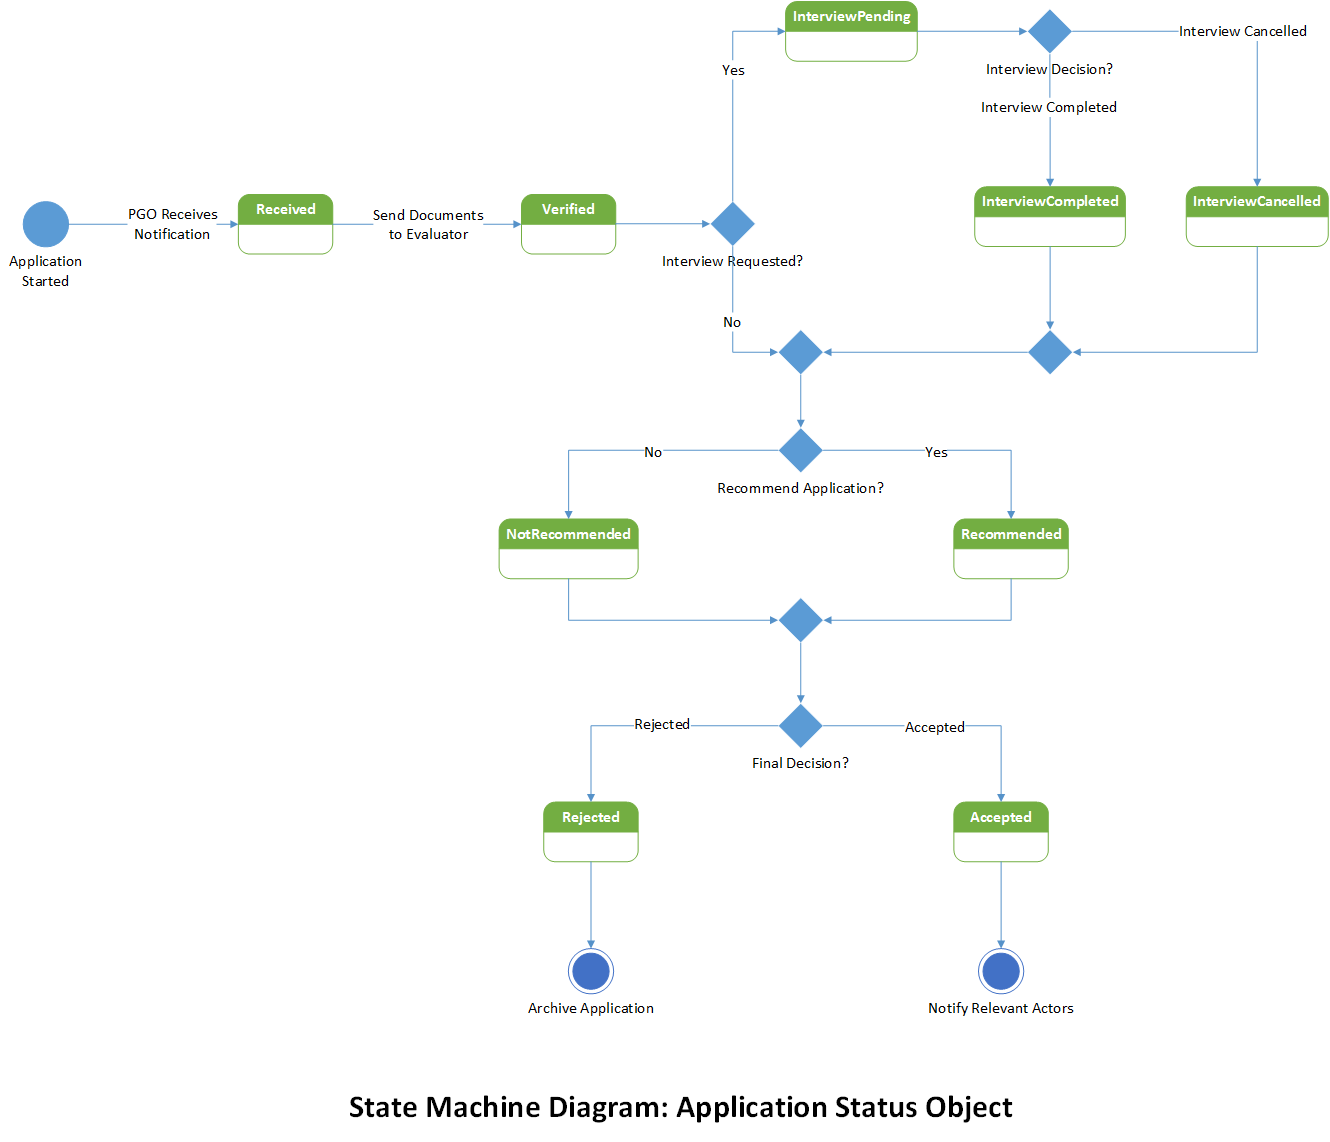 InterviewPending
Interview Cancelled
Yes
Interview Decision?
Interview Completed
PGO Receives
Notification
Received
Send Documents
to Evaluator
Verified
InterviewCompleted
InterviewCancelled
Application
Started
Interview Requested?
No
No
Yes
Recommend Application?
NotRecommended
Recommended
Rejected
Accepted
Final Decision?
Rejected
Accepted
Archive Application
Notify Relevant Actors
State Machine Diagram: Application Status Object